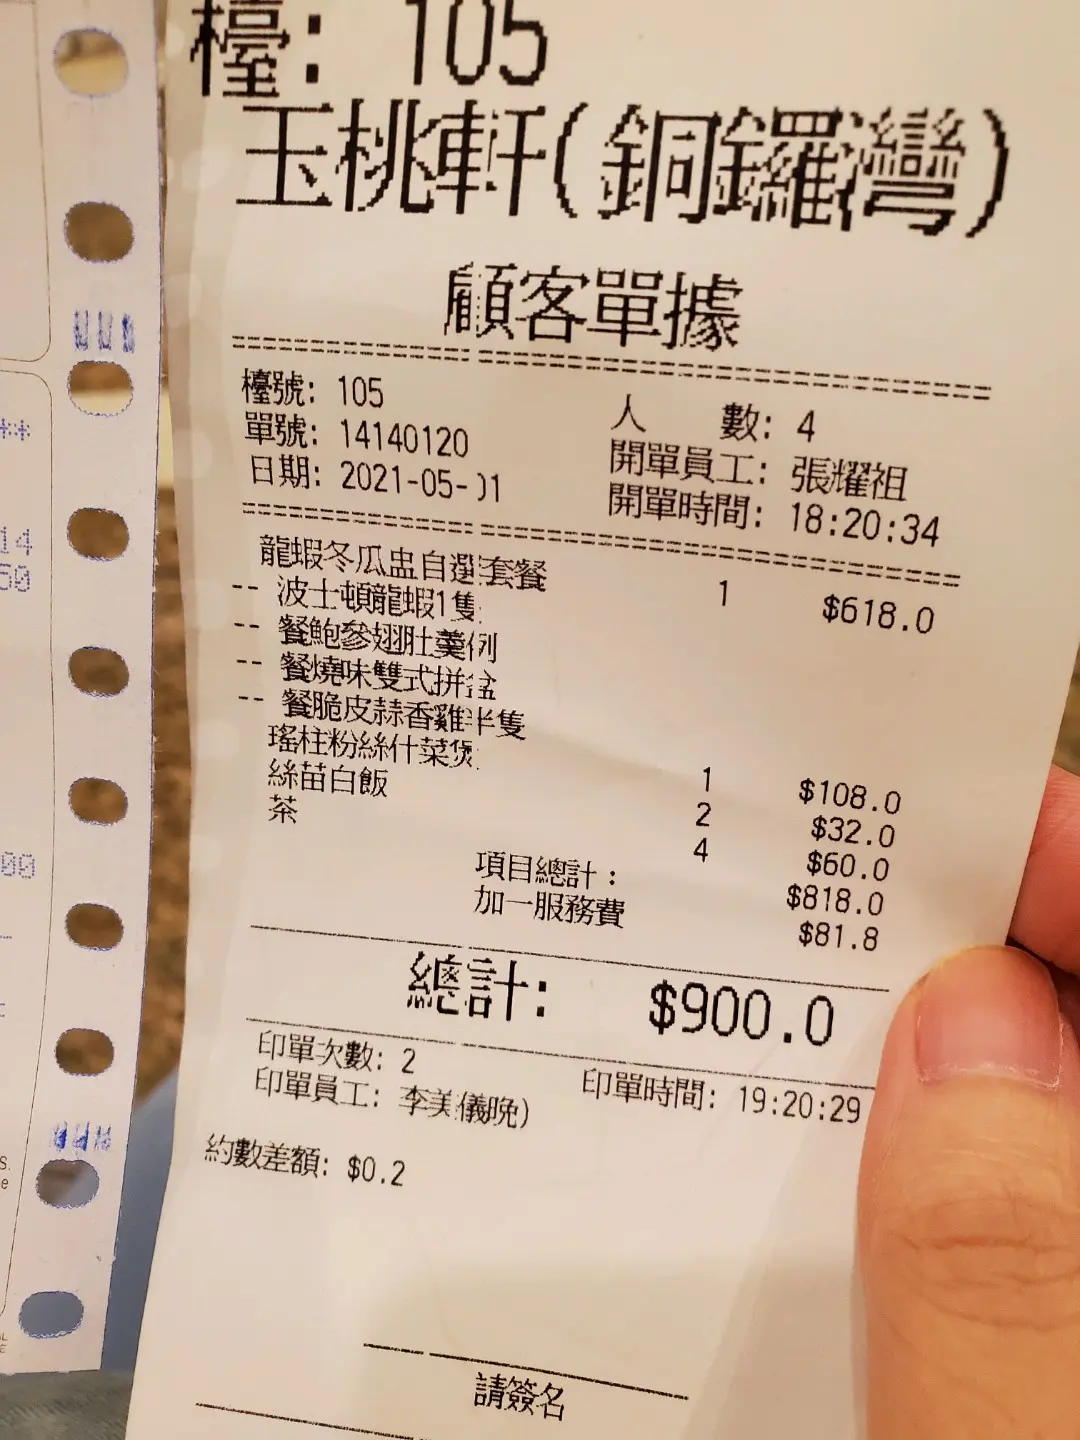 檯: 105
玉桃軒(銅鑼灣)
顧客單據
檯號: 105
人 數: 4
單號: 14140120
開單員工: 張耀祖
日期: 2021-05-01
開單時間: 18:20:34
龍蝦冬瓜盅自選套餐 1 $618.0
-- 波士頓龍蝦1隻
-- 餐鮑參翅肚羹例
-- 餐燒味雙式拼盆
-- 餐脆皮蒜香雞半隻
瑤柱粉絲什菜煲 1 $108.0
絲苗白飯 2 $32.0
茶 4 $60.0
項目總計: $818.0
加一服務費 $81.8
總計: $900.0
印單次數: 2
印單時間: 19:20:29
印單員工: 李美儀晚)
約數差額: $0.2
請簽名
**
14
50
00